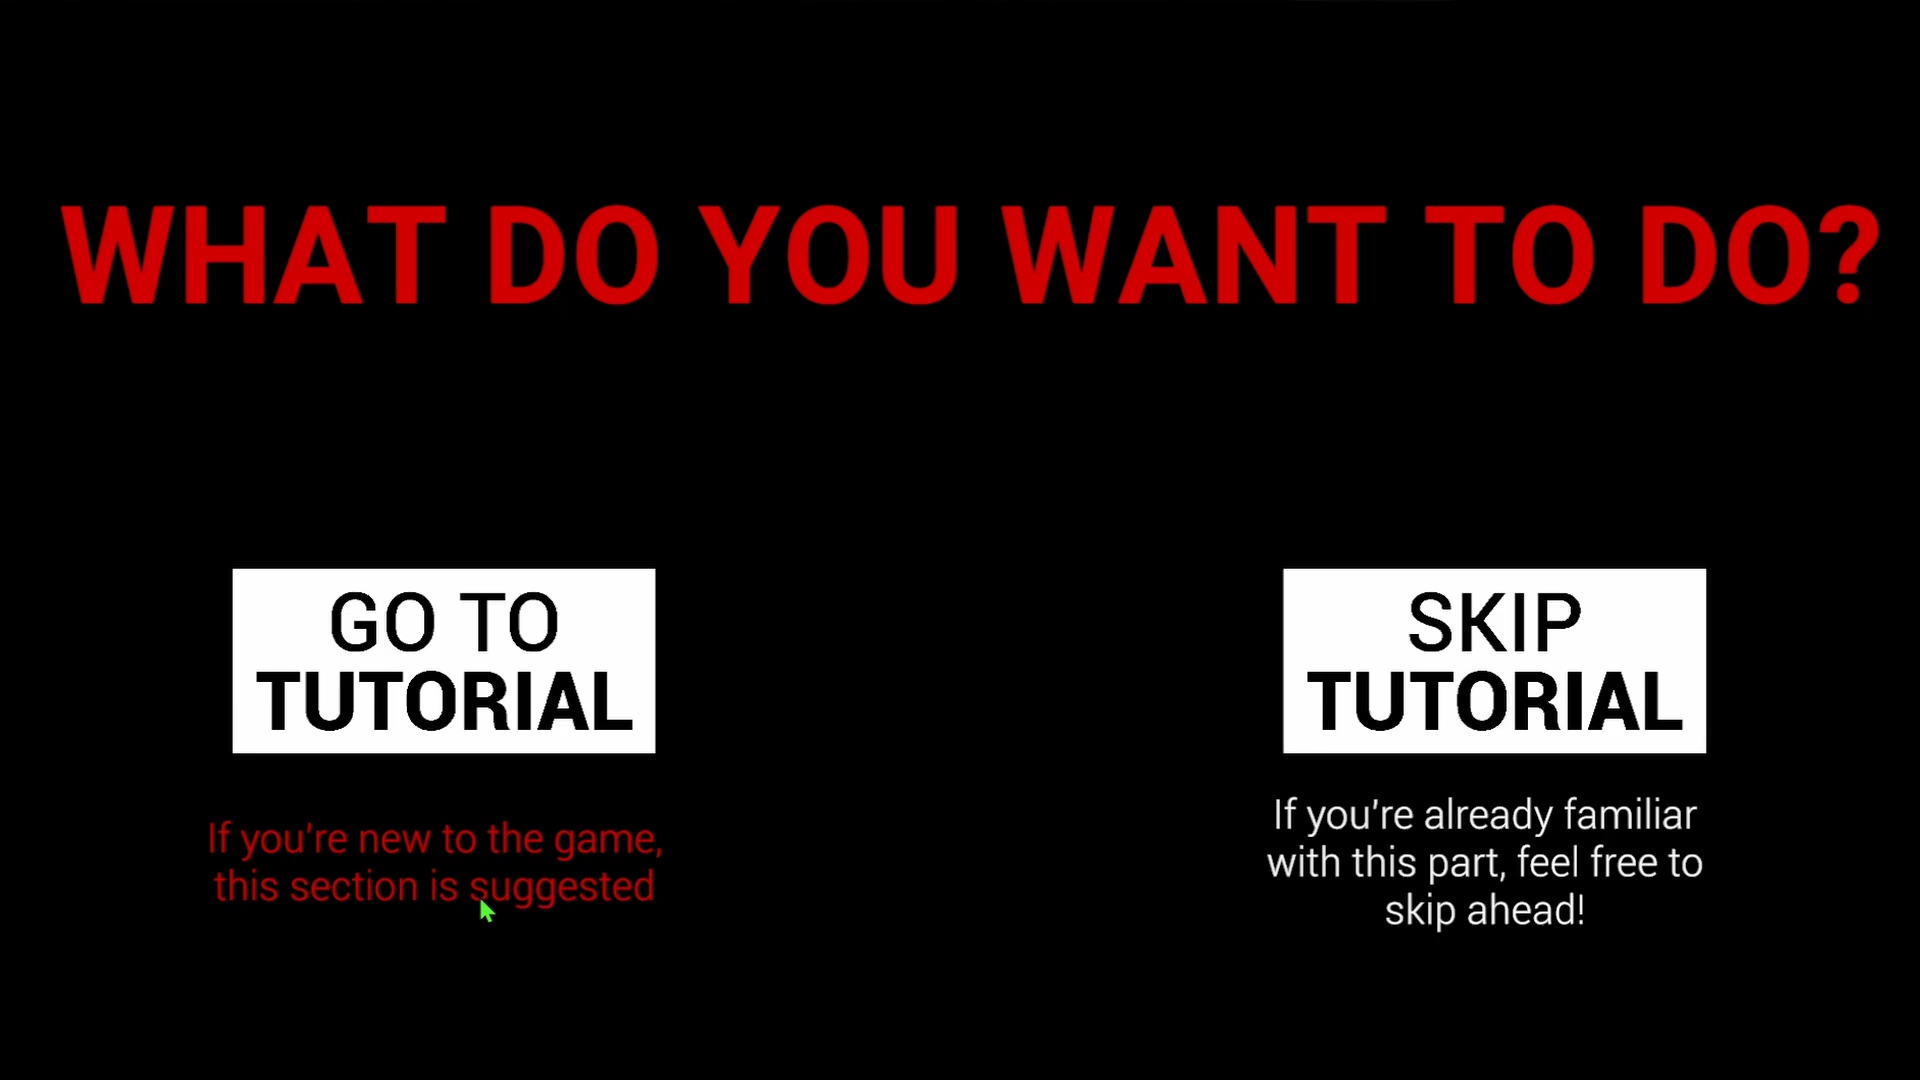 WHAT DO YOU WANT TO DO?
GO TO
TUTORIAL
If you're new to the game,
this section is suggested
SKIP
TUTORIAL
If you're already familiar
with this part, feel free to
skip ahead!